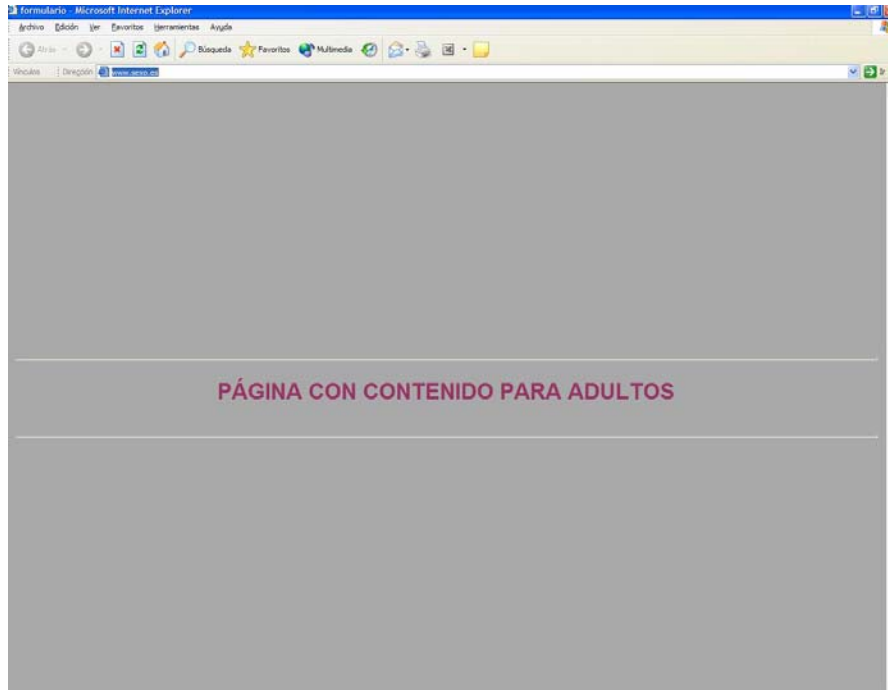 formulario - Microsoft Internet Explorer
Archivo Edición Ver Favoritos Herramientas Ayuda
Atrás Búsqueda Favoritos Multimedia
Vínculos Dirección www.sexo.es
PÁGINA CON CONTENIDO PARA ADULTOS